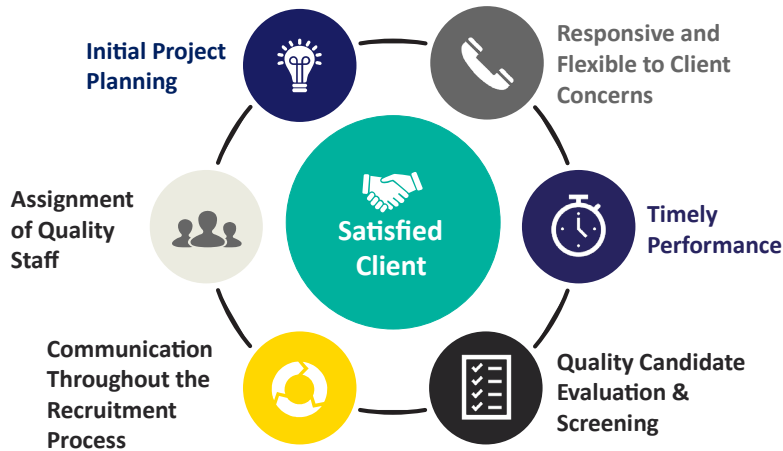 Initial Project
Planning
Responsive and
Flexible to Client
Concerns
Assignment
of Quality
Staff
Satisfied
Client
Timely
Performance
Communication
Throughout the
Recruitment
Process
Quality Candidate
Evaluation &
Screening